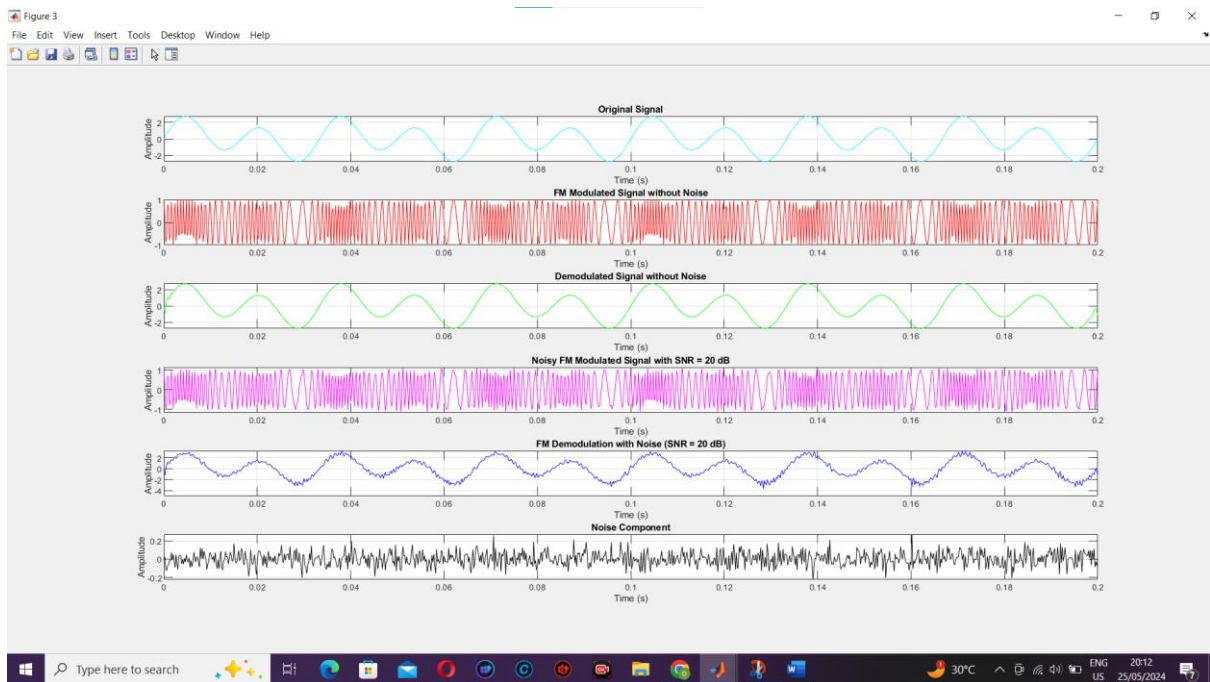 Figure 3
File Edit View Insert Tools Desktop Window Help
Original Signal
Amplitude
2
0
-2
0 0.02 0.04 0.06 0.08 0.1 0.12 0.14 0.16 0.18 0.2
Time (s)
FM Modulated Signal without Noise
Amplitude
1
0
-1
0 0.02 0.04 0.06 0.08 0.1 0.12 0.14 0.16 0.18 0.2
Time (s)
Demodulated Signal without Noise
Amplitude
2
0
-2
0 0.02 0.04 0.06 0.08 0.1 0.12 0.14 0.16 0.18 0.2
Time (s)
Noisy FM Modulated Signal with SNR = 20 dB
Amplitude
1
0
-1
0 0.02 0.04 0.06 0.08 0.1 0.12 0.14 0.16 0.18 0.2
Time (s)
FM Demodulation with Noise (SNR = 20 dB)
Amplitude
2
0
-2
-4
0 0.02 0.04 0.06 0.08 0.1 0.12 0.14 0.16 0.18 0.2
Time (s)
Noise Component
Amplitude
0.2
0
-0.2
0 0.02 0.04 0.06 0.08 0.1 0.12 0.14 0.16 0.18 0.2
Time (s)
Type here to search
30°C
ENG
US
20:12
25/05/2024